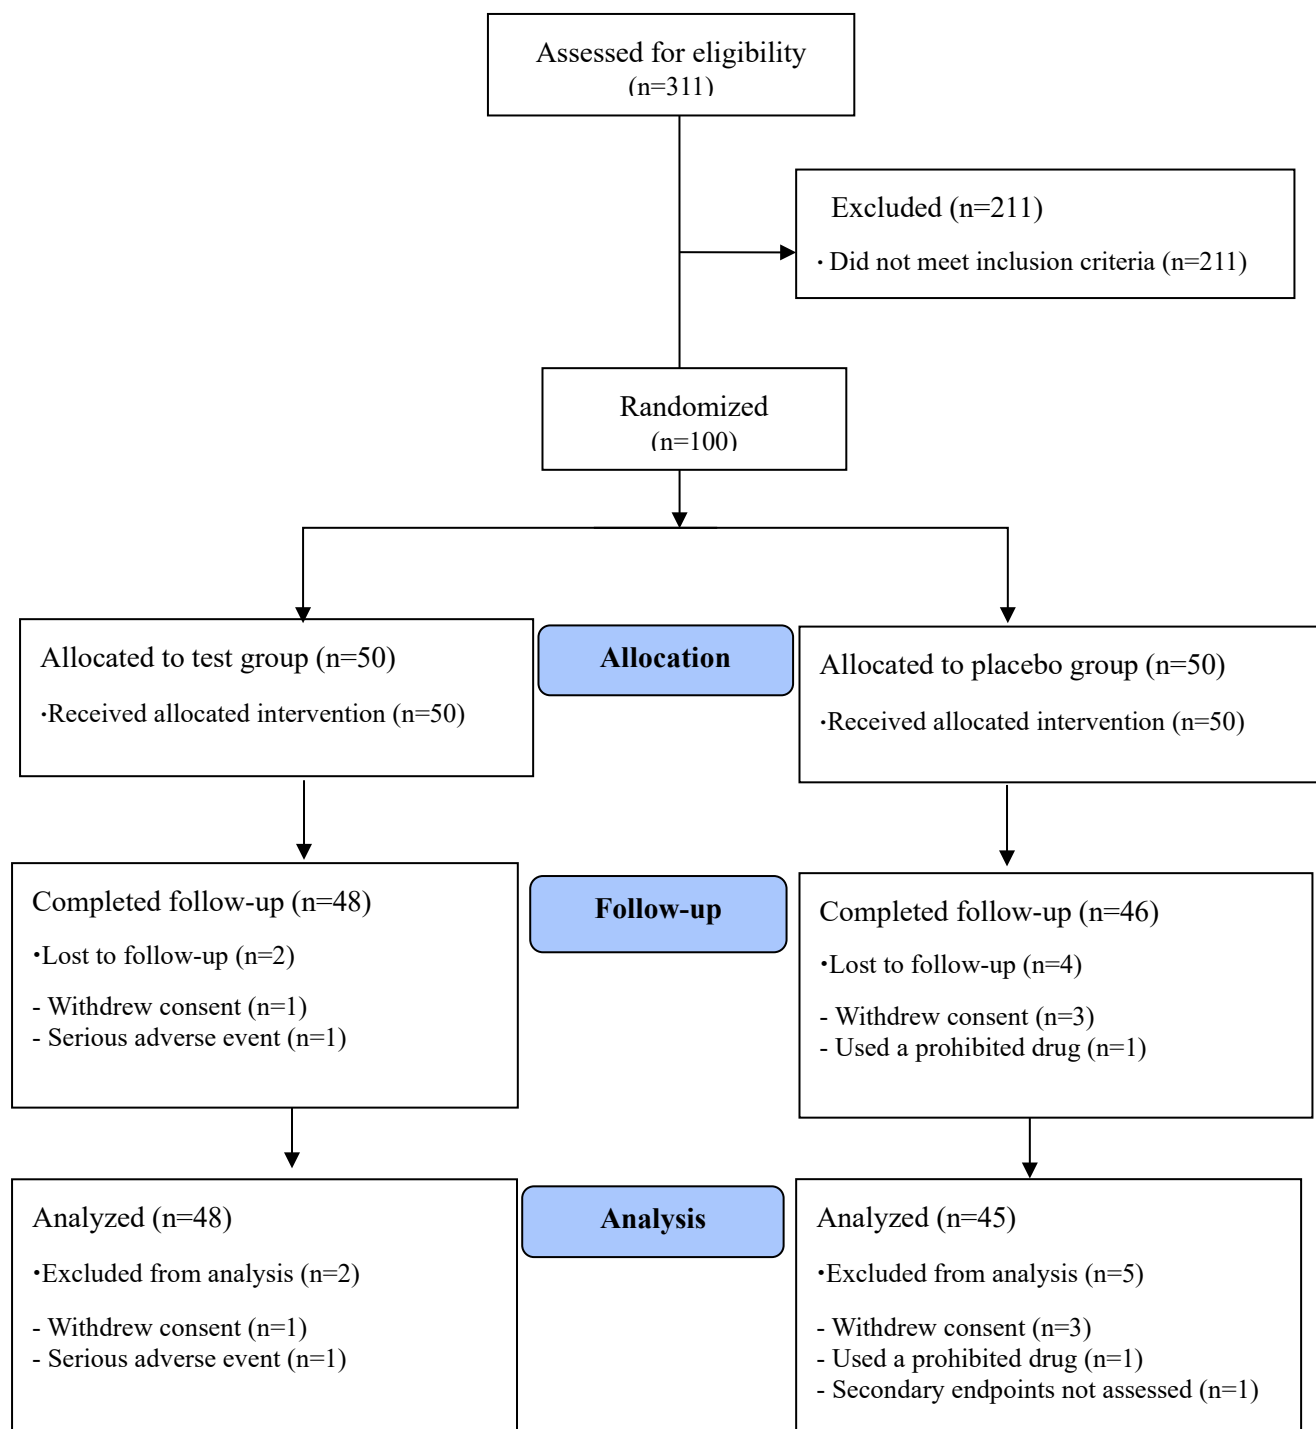 Assessed for eligibility
(n=311)
Excluded (n=211)
· Did not meet inclusion criteria (n=211)
Randomized
(n=100)
Allocated to test group (n=50)
·Received allocated intervention (n=50)
Allocation
Allocated to placebo group (n=50)
·Received allocated intervention (n=50)
Completed follow-up (n=48)
·Lost to follow-up (n=2)
- Withdrew consent (n=1)
- Serious adverse event (n=1)
Follow-up
Completed follow-up (n=46)
·Lost to follow-up (n=4)
- Withdrew consent (n=3)
- Used a prohibited drug (n=1)
Analyzed (n=48)
·Excluded from analysis (n=2)
- Withdrew consent (n=1)
- Serious adverse event (n=1)
Analysis
Analyzed (n=45)
·Excluded from analysis (n=5)
- Withdrew consent (n=3)
- Used a prohibited drug (n=1)
- Secondary endpoints not assessed (n=1)